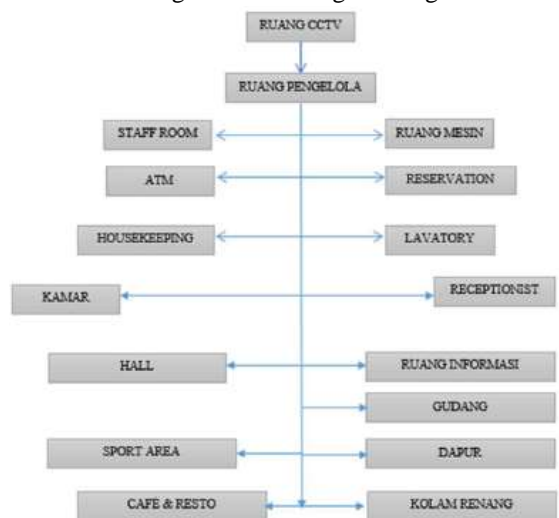 RUANG CCTV
RUANG PENGELOLA
STAFF ROOM
RUANG MESIN
ATM
RESERVATION
HOUSEKEEPING
LAVATORY
KAMAR
RECEPTIONIST
HALL
RUANG INFORMASI
GUDANG
SPORT AREA
DAPUR
CAFE & RESTO
KOLAM RENANG